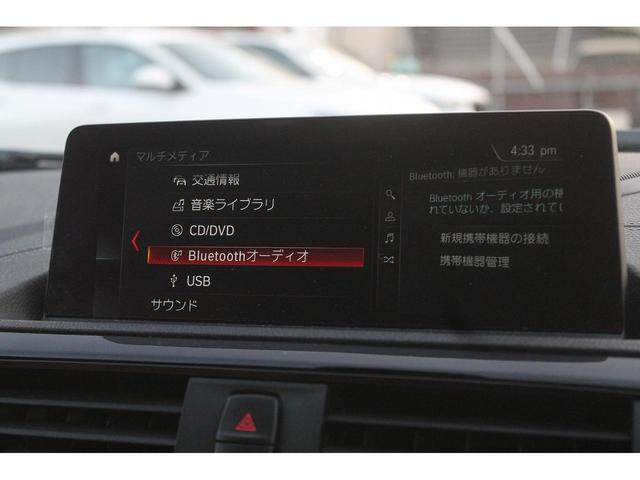 マルチメディア
4:33 pm
交通情報
音楽ライブラリ
CD/DVD
Bluetoothオーディオ
USB
サウンド
Bluetooth: 機器がありません
Bluetooth オーディオ用の機
れていないか、設定されてい
新規携帯機器の接続
携帯機器管理